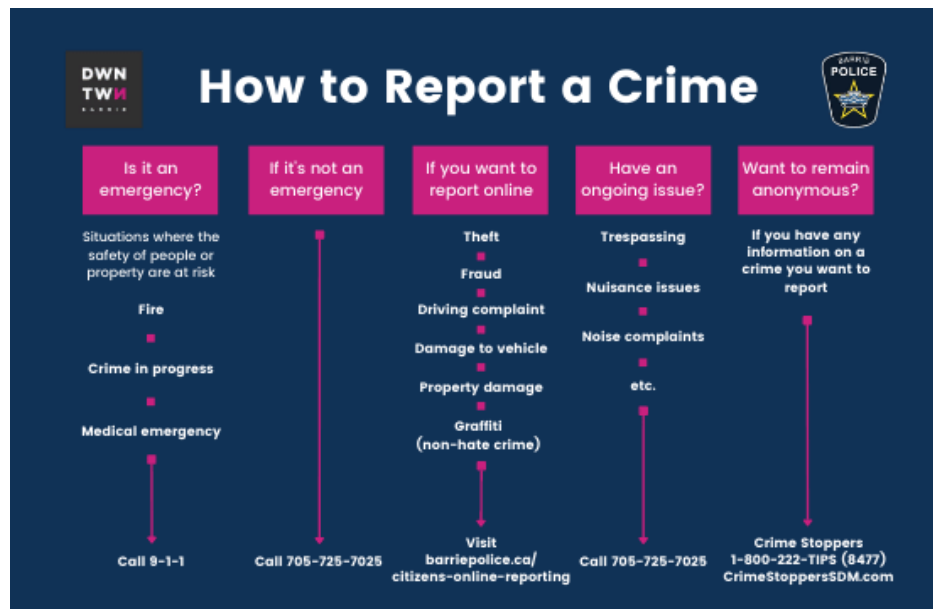 DWN
TWN
BARRIE
How to Report a Crime
BARRIE
POLICE
Is it an
emergency?
Situations where the
safety of people or
property are at risk
Fire
Crime in progress
Medical emergency
Call 9-1-1
If it's not an
emergency
Call 705-725-7025
If you want to
report online
Theft
Fraud
Driving complaint
Damage to vehicle
Property damage
Graffiti
(non-hate crime)
Visit
barriepolice.ca/
citizens-online-reporting
Have an
ongoing issue?
Trespassing
Nuisance issues
Noise complaints
etc.
Call 705-725-7025
Want to remain
anonymous?
If you have any
information on a
crime you want to
report
Crime Stoppers
1-800-222-TIPS (8477)
CrimeStoppersSDM.com